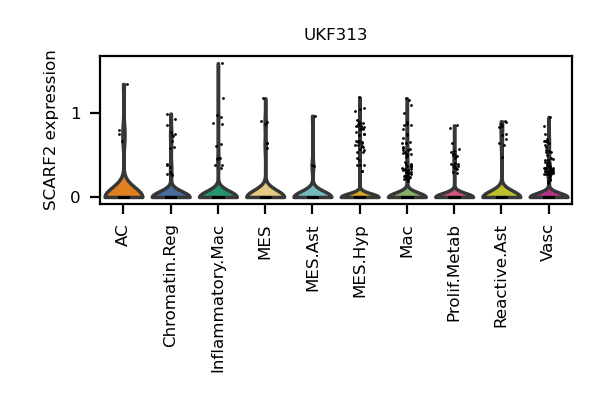 UKF313
SCARF2 expression
1
0
AC
Chromatin.Reg
Inflammatory.Mac
MES
MES.Ast
MES.Hyp
Mac
Prolif.Metab
Reactive.Ast
Vasc